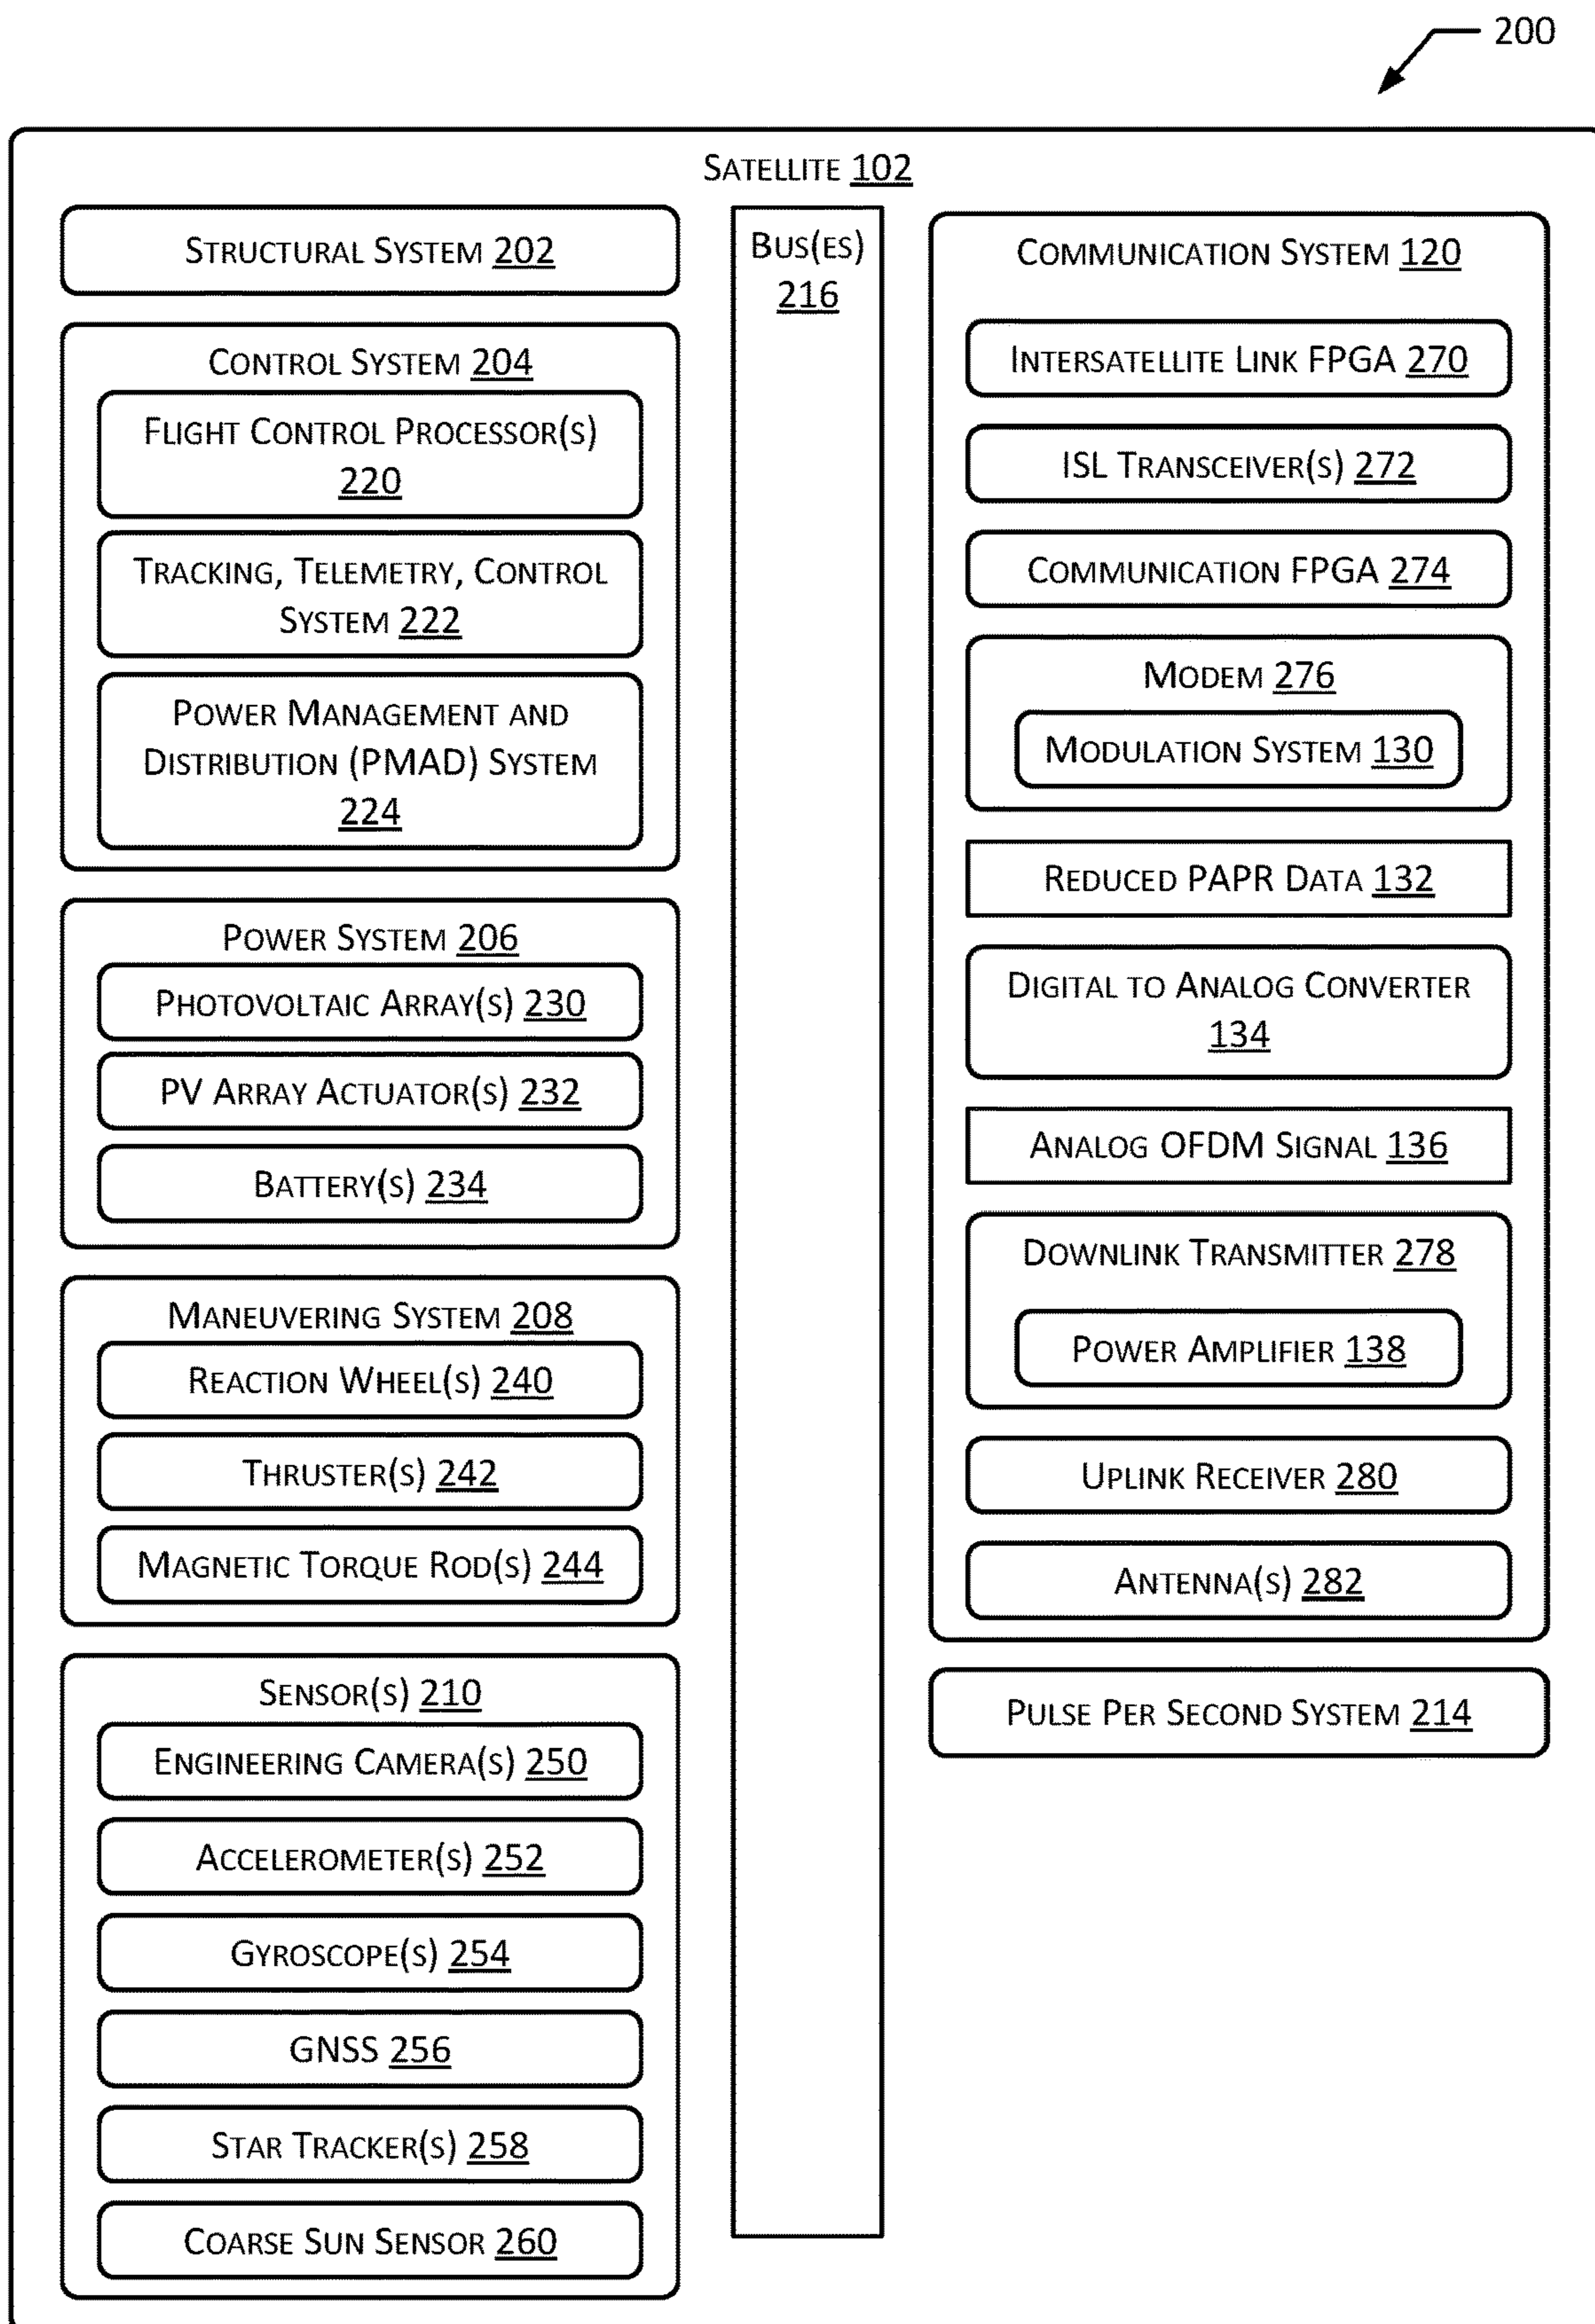 200
SATELLITE 102
STRUCTURAL SYSTEM 202
CONTROL SYSTEM 204
FLIGHT CONTROL PROCESSOR(S)
220
TRACKING, TELEMETRY, CONTROL
SYSTEM 222
POWER MANAGEMENT AND
DISTRIBUTION (PMAD) SYSTEM
224
POWER SYSTEM 206
PHOTOVOLTAIC ARRAY(S) 230
PV ARRAY ACTUATOR(S) 232
BATTERY(S) 234
MANEUVERING SYSTEM 208
REACTION WHEEL(S) 240
THRUSTER(S) 242
MAGNETIC TORQUE ROD(S) 244
SENSOR(S) 210
ENGINEERING CAMERA(S) 250
ACCELEROMETER(S) 252
GYROSCOPE(S) 254
GNSS 256
STAR TRACKER(S) 258
COARSE SUN SENSOR 260
BUS(ES)
216
COMMUNICATION SYSTEM 120
INTERSATELLITE LINK FPGA 270
ISL TRANSCEIVER(S) 272
COMMUNICATION FPGA 274
MODEM 276
MODULATION SYSTEM 130
REDUCED PAPR DATA 132
DIGITAL TO ANALOG CONVERTER
134
ANALOG OFDM SIGNAL 136
DOWNLINK TRANSMITTER 278
POWER AMPLIFIER 138
UPLINK RECEIVER 280
ANTENNA(S) 282
PULSE PER SECOND SYSTEM 214